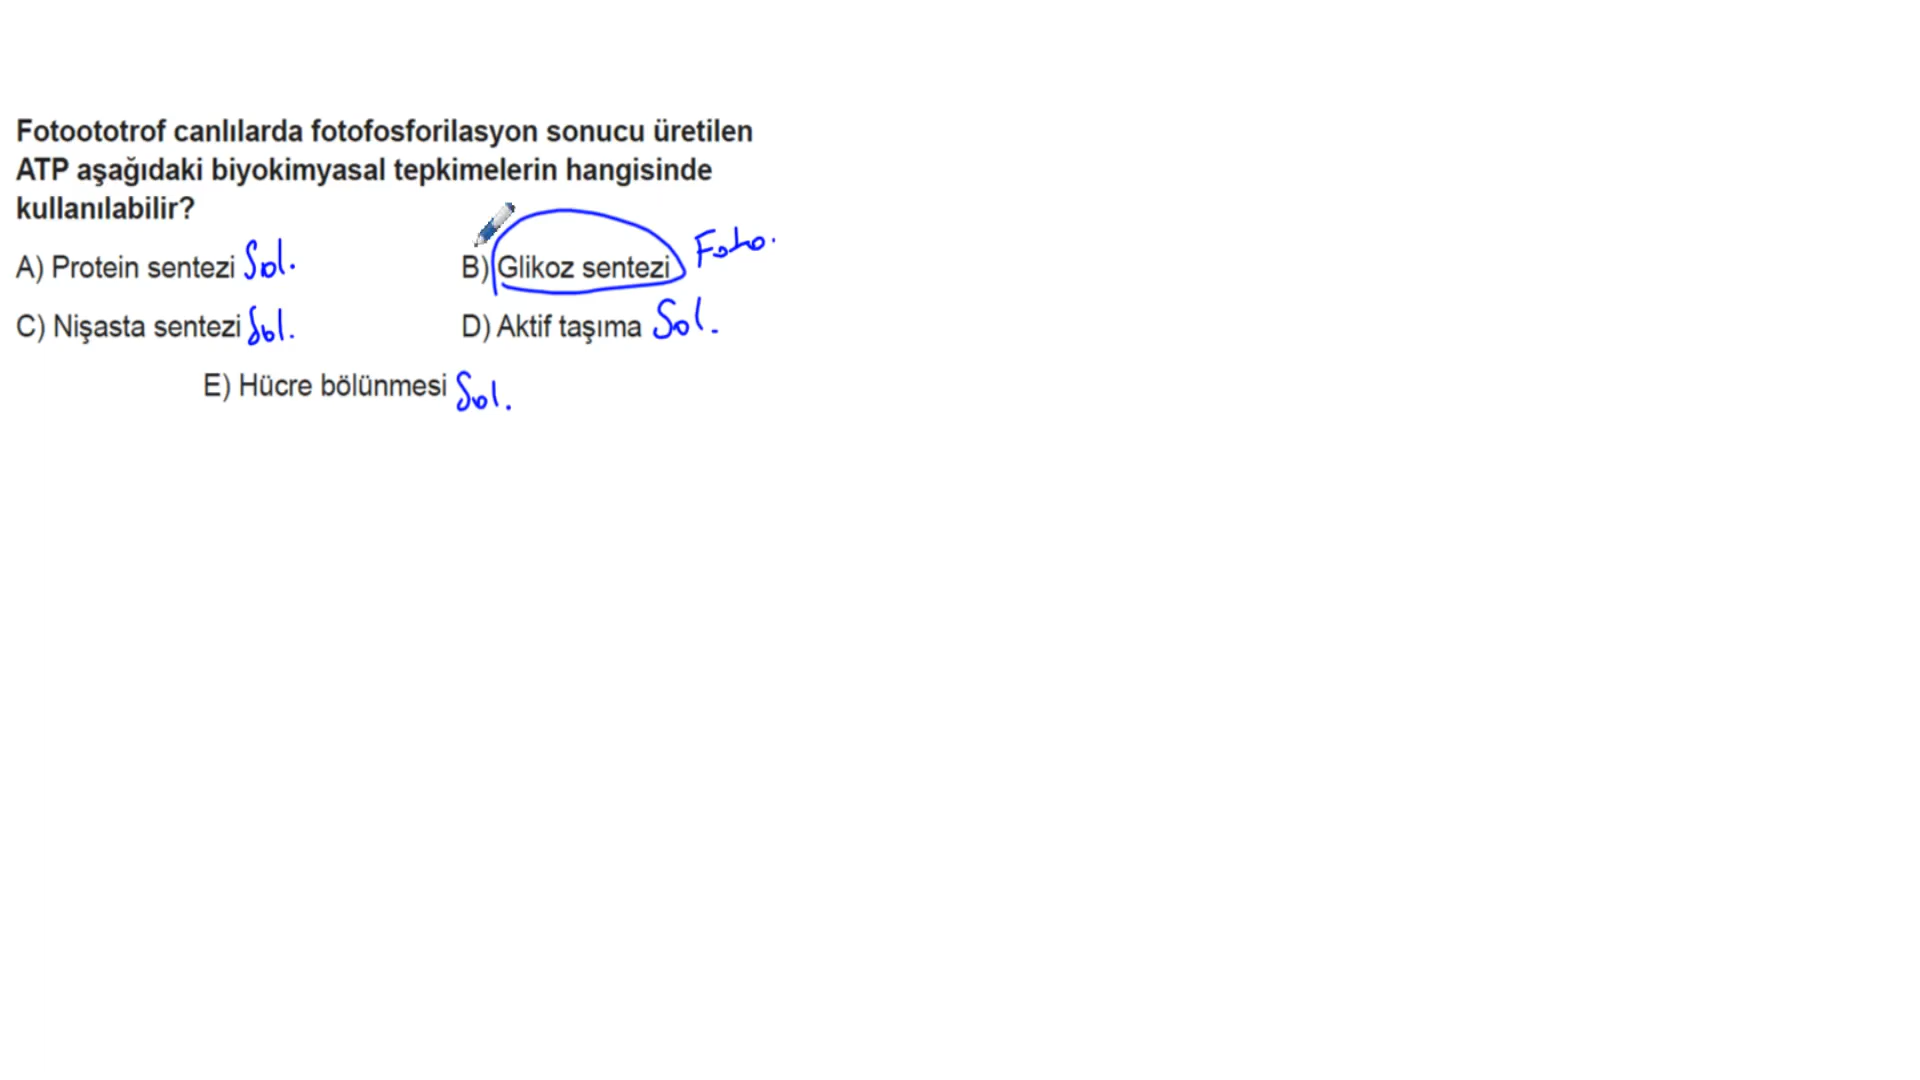 Fotoototrof canlılarda fotofosforilasyon sonucu üretilen
ATP aşağıdaki biyokimyasal tepkimelerin hangisinde
kullanılabilir?
A) Protein sentezi Sol. B) Glikoz sentezi Foto.
C) Nişasta sentezi Sol. D) Aktif taşıma Sol.
E) Hücre bölünmesi Sol.